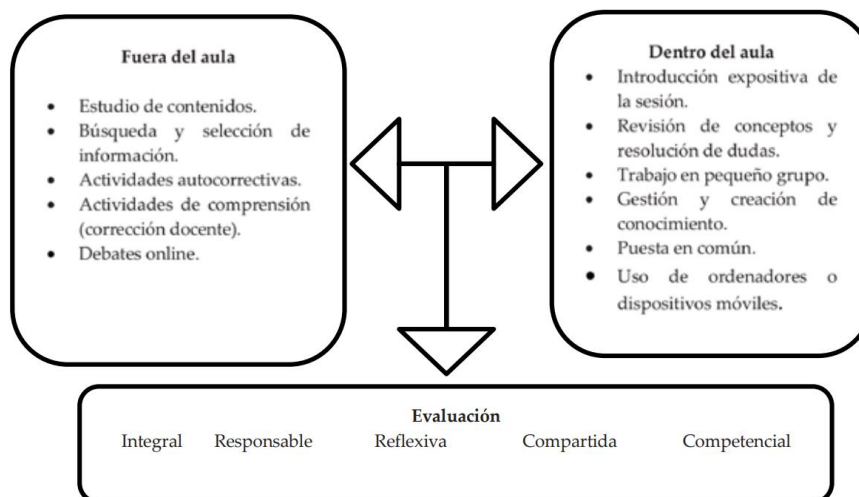 Fuera del aula
• Estudio de contenidos.
• Búsqueda y selección de
información.
• Actividades autocorrectivas.
• Actividades de comprensión
(corrección docente).
• Debates online.
Dentro del aula
• Introducción expositiva de
la sesión.
• Revisión de conceptos y
resolución de dudas.
• Trabajo en pequeño grupo.
• Gestión y creación de
conocimiento.
• Puesta en común.
• Uso de ordenadores o
dispositivos móviles.
Evaluación
Integral Responsable Reflexiva Compartida Competencial